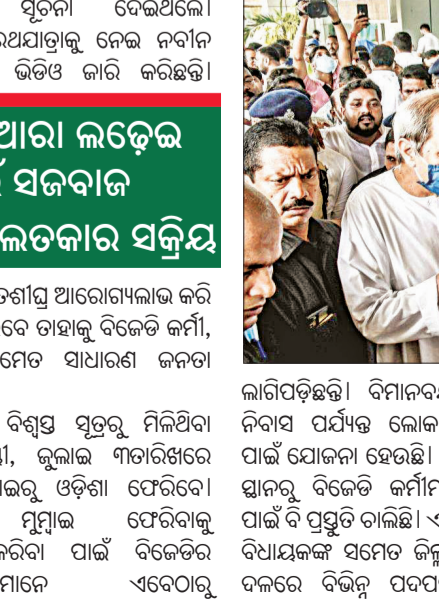 ସୂଚନା ଦେଇଥିଲେ।
ରଥଯାତ୍ରାକୁ ନେଇ ନବୀନ
ଭିଡିଓ ଜାରି କରିଛନ୍ତି।
ଆରା ଲଢ଼େଇ
ସଜବାଜ
ଲତକାର ସକ୍ରିୟ
ତଶୀଘ୍ର ଆରୋଗ୍ୟଲାଭ କରି
ବେ ତାହାକୁ ବିଜେଡି କର୍ମୀ,
ମେତ ସାଧାରଣ ଜନତା
ବିଶ୍ୱସ୍ତ ସୂତ୍ରରୁ ମିଳିଥିବା
ଜୁଲାଇ ୩ତାରିଖରେ
ାଇରୁ ଓଡ଼ିଶା ଫେରିବେ।
ମୁମ୍ବାଇ ଫେରିବାକୁ
କରିବା ପାଇଁ ବିଜେଡିର
ମାନେ ଏବେଠାରୁ
ଲାଗିପଡ଼ିଛନ୍ତି। ବିମାନବ
ନିବାସ ପର୍ଯ୍ୟନ୍ତ ଲୋକ
ପାଇଁ ଯୋଜନା ହେଉଛି।
ସ୍ଥାନରୁ ବିଜେଡି କର୍ମୀମ
ପାଇଁ ବି ପ୍ରସ୍ତୁତି ଚାଲିଛି।
ବିଧାୟକଙ୍କ ସମେତ ଜିଲ୍ଲ
ଦଳରେ ବିଭିନ୍ନ ପଦପ